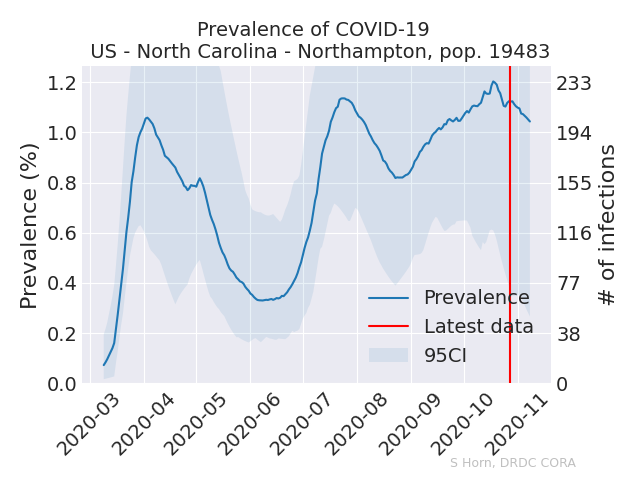 Prevalence of COVID-19
US - North Carolina - Northampton, pop. 19483
Prevalence (%)
1.2
1.0
0.8
0.6
0.4
0.2
0.0
233
194
155
116
77
38
0
# of infections
Prevalence
Latest data
95CI
2020-03
2020-04
2020-05
2020-06
2020-07
2020-08
2020-09
2020-10
2020-11
S Horn, DRDC CORA